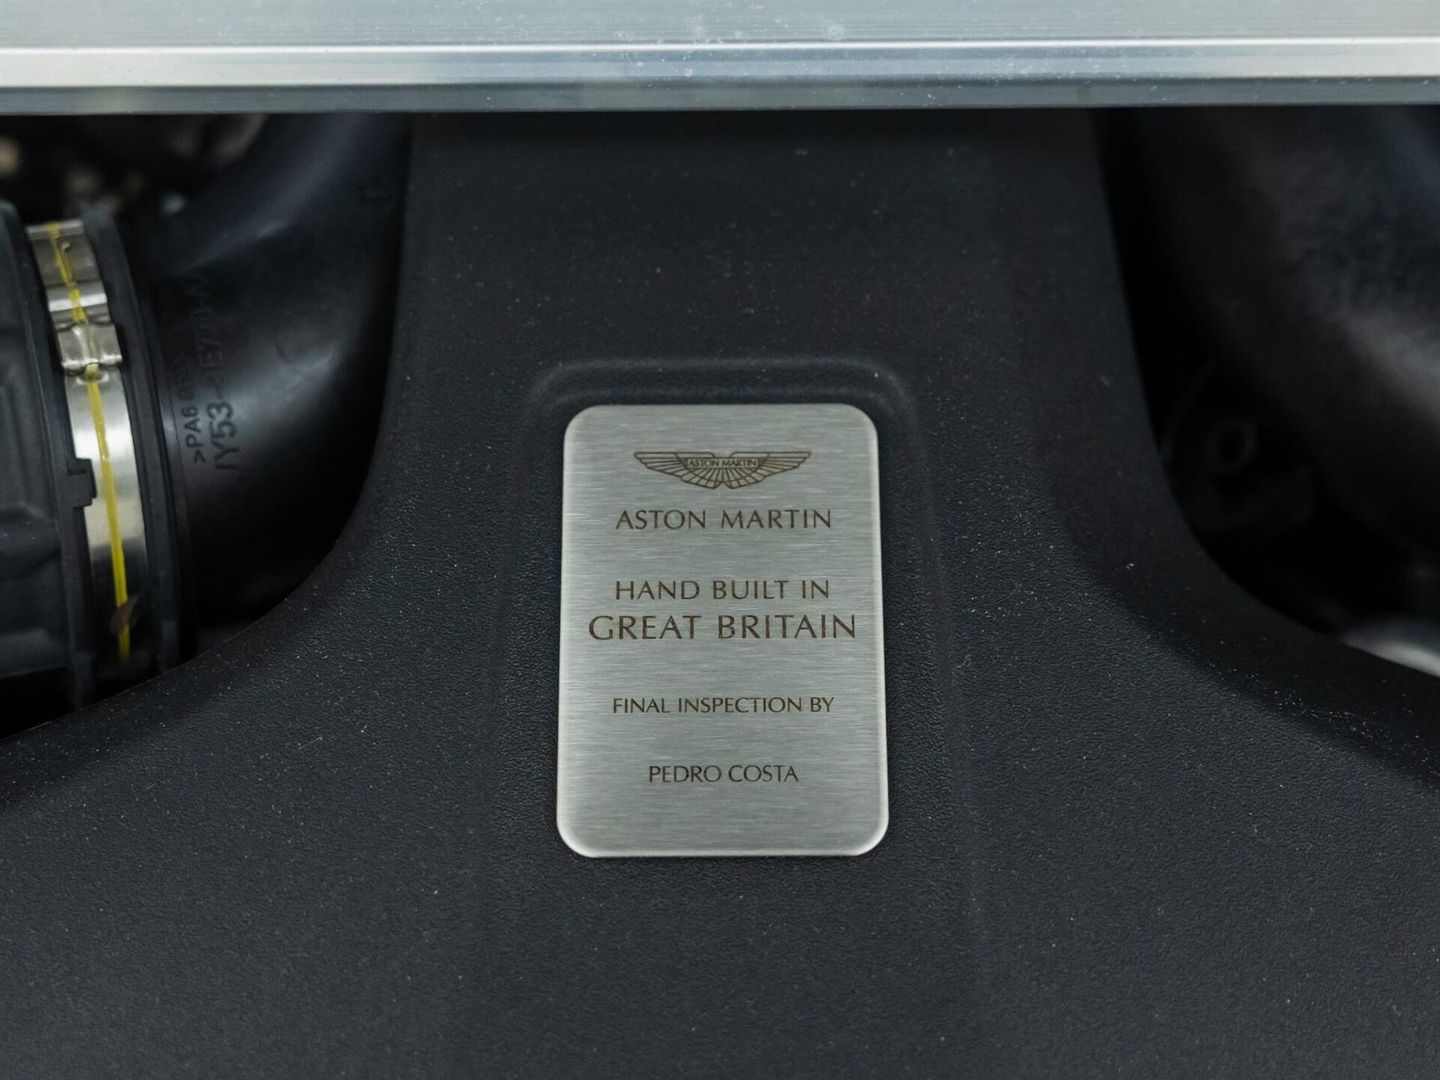 ASTON MARTIN
ASTON MARTIN
HAND BUILT IN
GREAT BRITAIN
FINAL INSPECTION BY
PEDRO COSTA